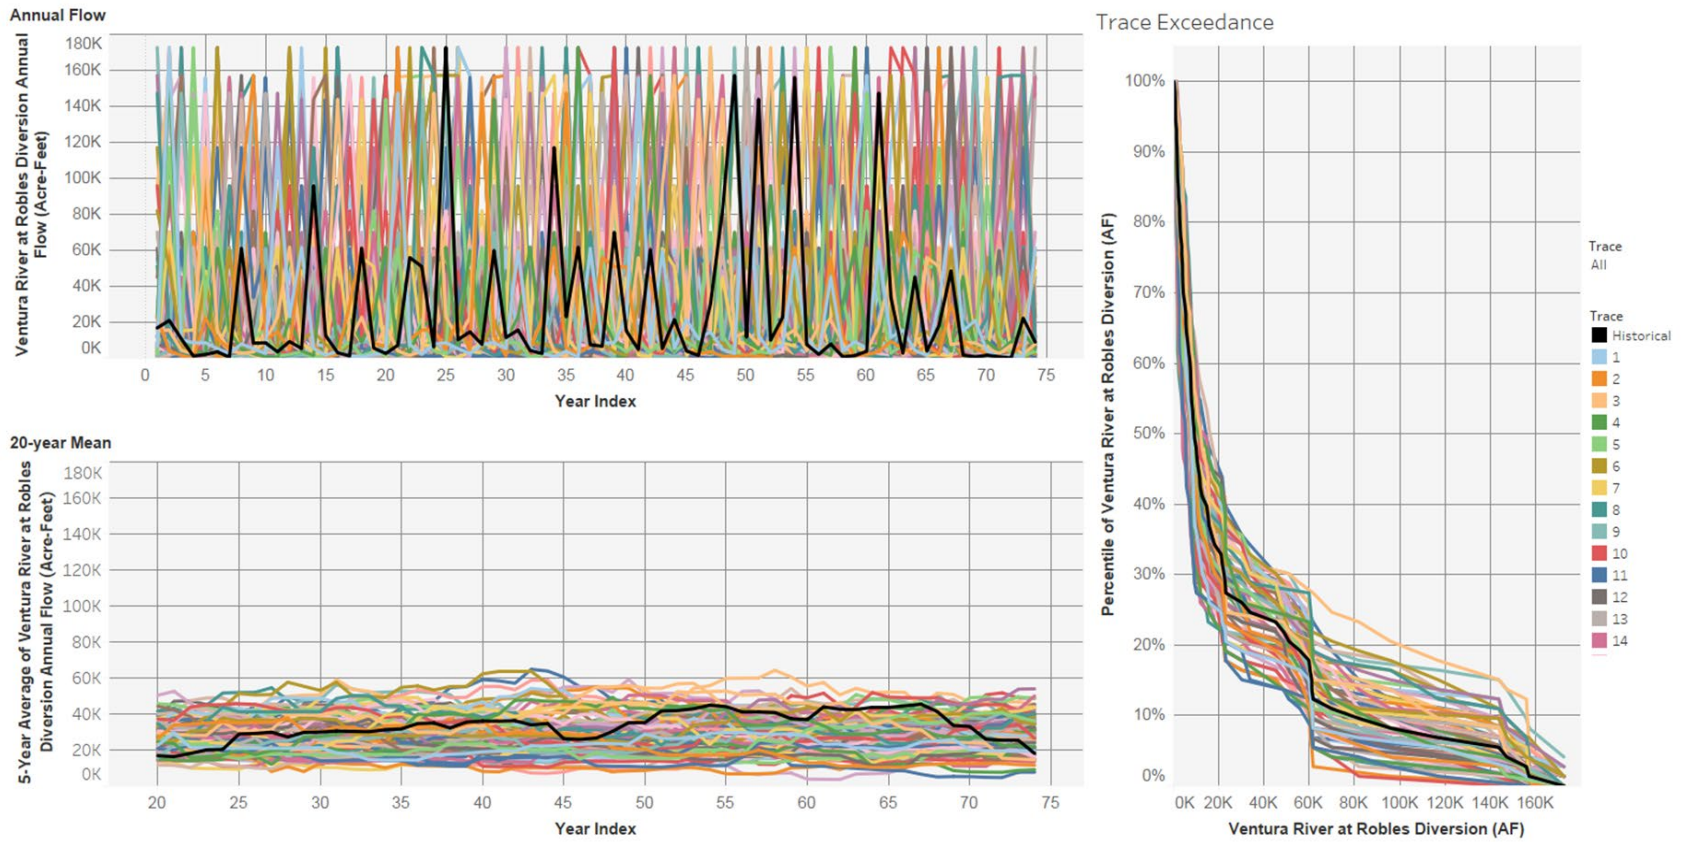 Annual Flow
Ventura River at Robles Diversion Annual
Flow (Acre-Feet)
180K
160K
140K
120K
100K
80K
60K
40K
20K
0K
0 5 10 15 20 25 30 35 40 45 50 55 60 65 70 75
Year Index
20-year Mean
5-Year Average of Ventura River at Robles
Diversion Annual Flow (Acre-Feet)
180K
160K
140K
120K
100K
80K
60K
40K
20K
0K
20 25 30 35 40 45 50 55 60 65 70 75
Year Index
Trace Exceedance
Percentile of Ventura River at Robles Diversion (AF)
100%
90%
80%
70%
60%
50%
40%
30%
20%
10%
0%
0K 20K 40K 60K 80K 100K 120K 140K 160K
Ventura River at Robles Diversion (AF)
Trace
All
Trace
Historical
1
2
3
4
5
6
7
8
9
10
11
12
13
14